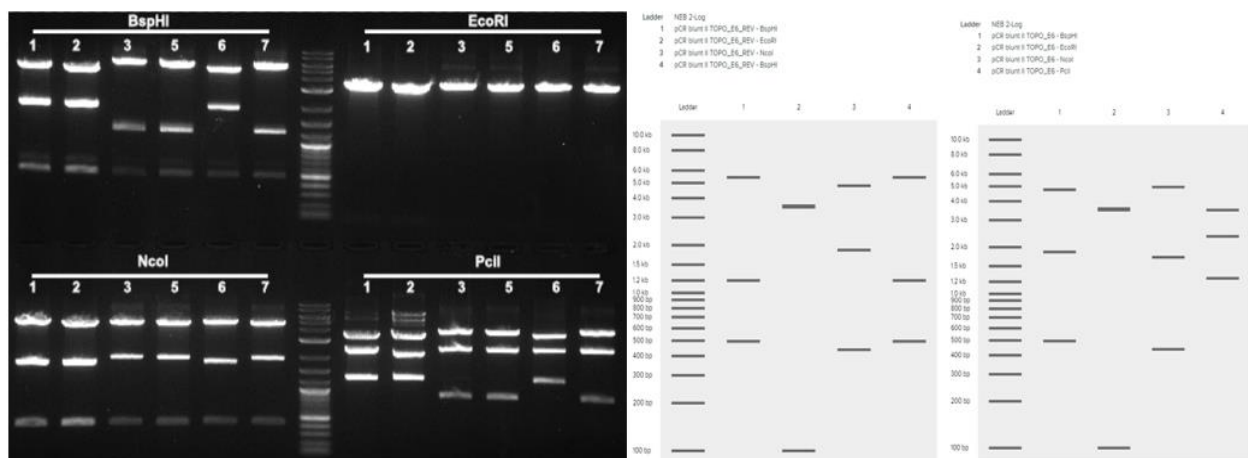 BspHI
1 2 3 5 6 7
EcoRI
1 2 3 5 6 7
NcoI
1 2 3 5 6 7
PciI
1 2 3 5 6 7
Ladder NEB 2-Log
1 pCR blunt II TOPO_E6_REV - BspHI
2 pCR blunt II TOPO_E6_REV - EcoRI
3 pCR blunt II TOPO_E6_REV - NcoI
4 pCR blunt II TOPO_E6_REV - BspHI
Ladder 1 2 3 4
10.0 kb
8.0 kb
6.0 kb
5.0 kb
4.0 kb
3.0 kb
2.0 kb
1.5 kb
1.2 kb
1.0 kb
900 bp
800 bp
700 bp
600 bp
500 bp
400 bp
300 bp
200 bp
100 bp
Ladder NEB 2-Log
1 pCR blunt II TOPO_E6 - BspHI
2 pCR blunt II TOPO_E6 - EcoRI
3 pCR blunt II TOPO_E6 - NcoI
4 pCR blunt II TOPO_E6 - PciI
Ladder 1 2 3 4
10.0 kb
8.0 kb
6.0 kb
5.0 kb
4.0 kb
3.0 kb
2.0 kb
1.5 kb
1.2 kb
1.0 kb
900 bp
800 bp
700 bp
600 bp
500 bp
400 bp
300 bp
200 bp
100 bp